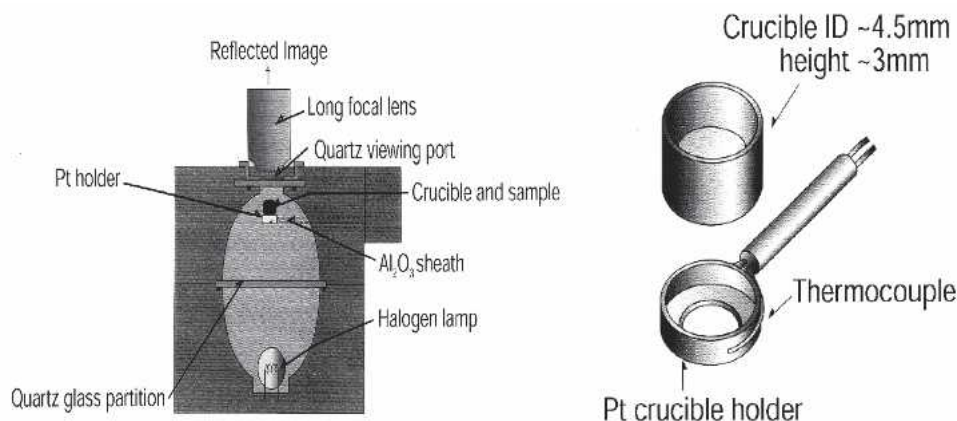 Reflected Image
Long focal lens
Quartz viewing port
Pt holder
Crucible and sample
Al₂O₃ sheath
Halogen lamp
Quartz glass partition
Crucible ID ~4.5mm
height ~3mm
Thermocouple
Pt crucible holder